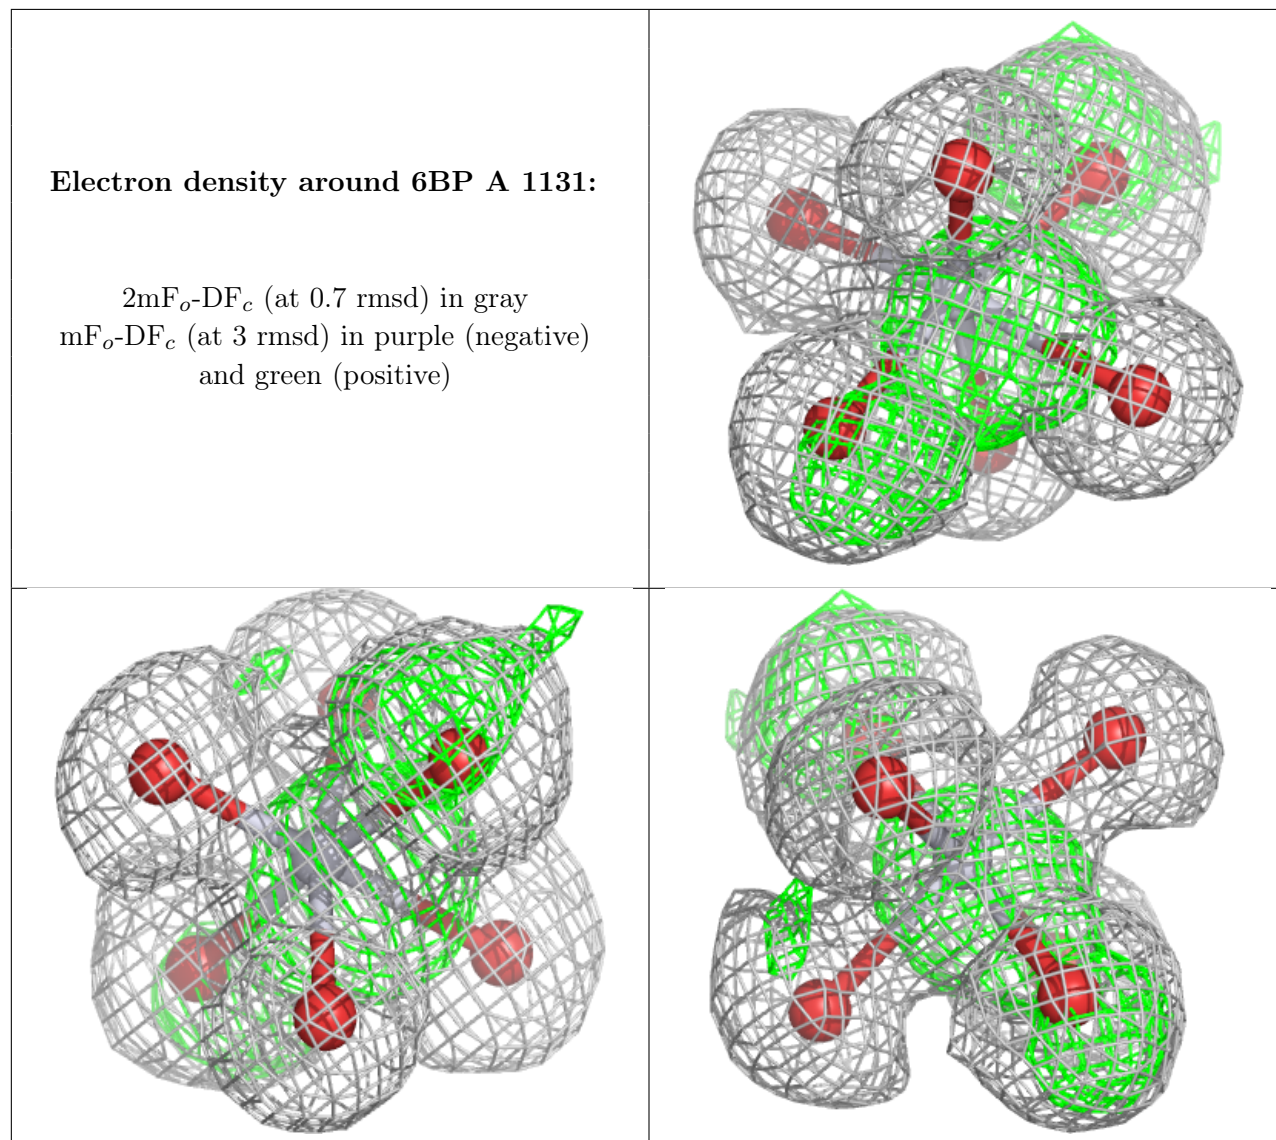 Electron density around 6BP A 1131:
2mFo-DFc (at 0.7 rmsd) in gray
mFo-DFc (at 3 rmsd) in purple (negative)
and green (positive)